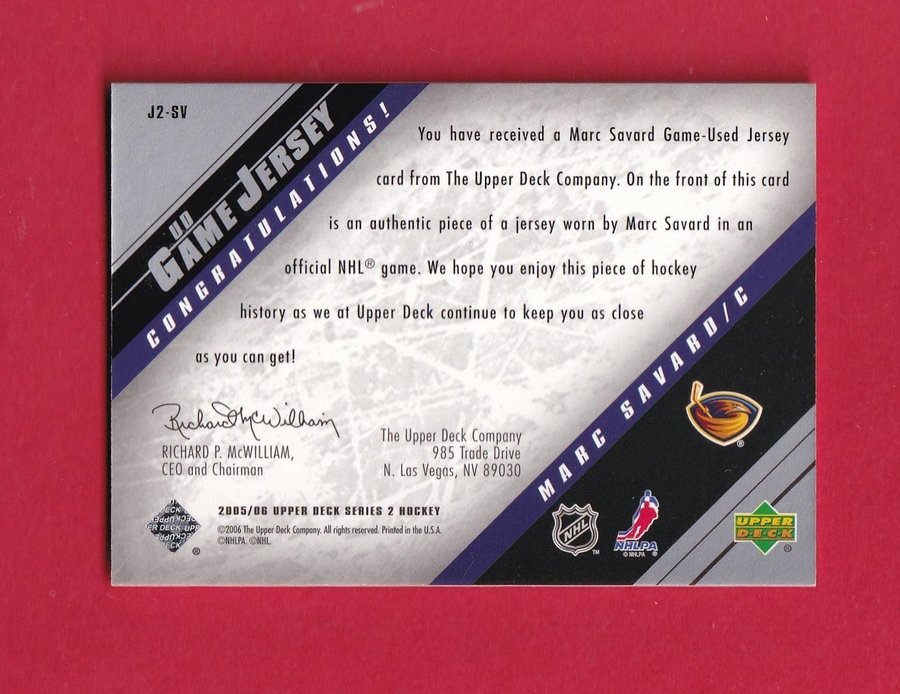 J2-SV
UD
GAME JERSEY
CONGRATULATIONS!
You have received a Marc Savard Game-Used Jersey
card from The Upper Deck Company. On the front of this card
is an authentic piece of a jersey worn by Marc Savard in an
official NHL® game. We hope you enjoy this piece of hockey
history as we at Upper Deck continue to keep you as close
as you can get!
Richard McWilliam
RICHARD P. McWILLIAM,
CEO and Chairman
The Upper Deck Company
985 Trade Drive
N. Las Vegas, NV 89030
MARC SAVARD/C
®
2005/06 UPPER DECK SERIES 2 HOCKEY
©2006 The Upper Deck Company. All rights reserved. Printed in the U.S.A.
©NHLPA. ©NHL.
®
NHL
™
NHLPA
© NHLPA
UPPER
D·E·C·K
®